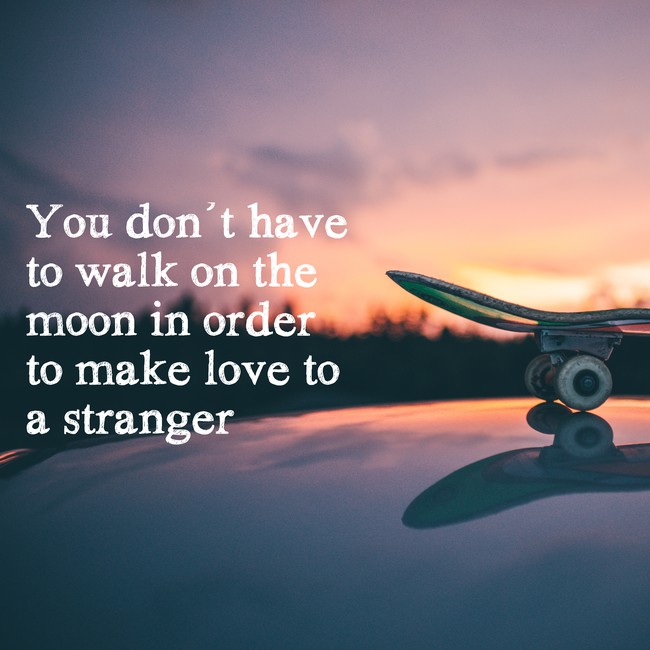 You don´t have
to walk on the
moon in order
to make love to
a stranger